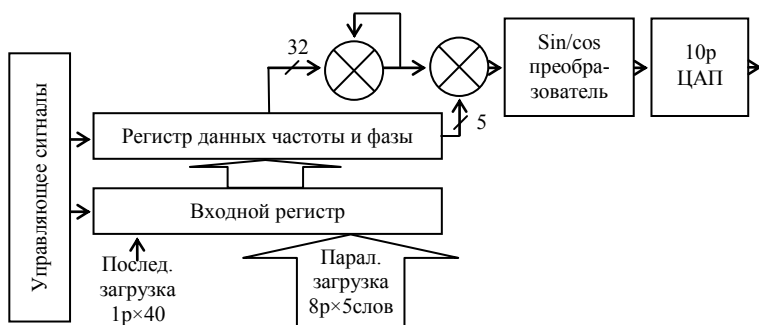 32
Sin/cos
преобра-
зователь
10р
ЦАП
5
Управляющее сигналы
Регистр данных частоты и фазы
Входной регистр
Послед.
загрузка
1р×40
Парал.
загрузка
8р×5слов